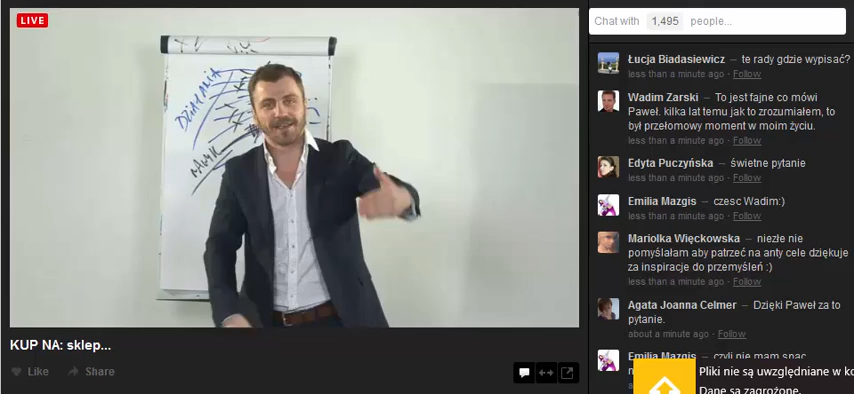 LIVE
DZIAŁANIA
KUP NA: sklep...
Like
Share
Chat with 1,495 people...
Łucja Biadasiewicz – te rady gdzie wypisać?
less than a minute ago · Follow
Wadim Zarski – To jest fajne co mówi
Paweł. kilka lat temu jak to zrozumiałem, to
był przełomowy moment w moim życiu.
less than a minute ago · Follow
Edyta Puczyńska – świetne pytanie
less than a minute ago · Follow
Emilia Mazgis – czesc Wadim:)
less than a minute ago · Follow
Mariolka Więckowska – niezłe nie
pomyślałam aby patrzeć na anty cele dziękuje
za inspiracje do przemyśleń :)
less than a minute ago · Follow
Agata Joanna Celmer – Dzięki Paweł za to
pytanie.
about a minute ago · Follow
Emilia Mazgis – czyli nie mam spac
Pliki nie są uwzględniane w
Dane są zagrożone.